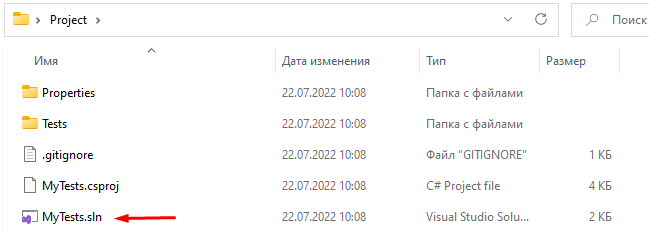 Project Поиск
Имя Дата изменения Тип Размер
Properties 22.07.2022 10:08 Папка с файлами
Tests 22.07.2022 10:08 Папка с файлами
.gitignore 22.07.2022 10:08 Файл "GITIGNORE" 1 КБ
MyTests.csproj 22.07.2022 10:08 C# Project file 4 КБ
MyTests.sln 22.07.2022 10:08 Visual Studio Solu... 2 КБ